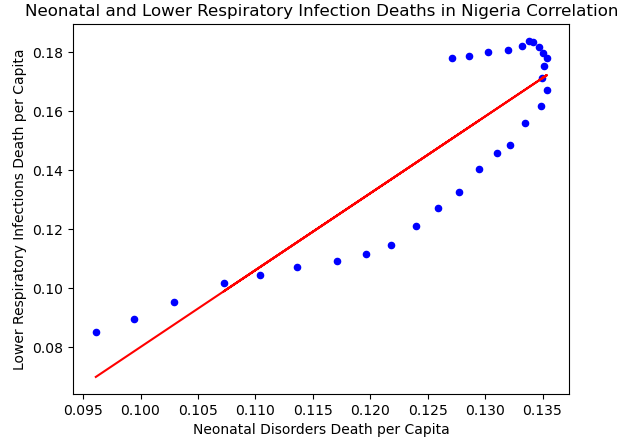 Neonatal and Lower Respiratory Infection Deaths in Nigeria Correlation
Lower Respiratory Infections Death per Capita
0.18
0.16
0.14
0.12
0.10
0.08
0.095 0.100 0.105 0.110 0.115 0.120 0.125 0.130 0.135
Neonatal Disorders Death per Capita